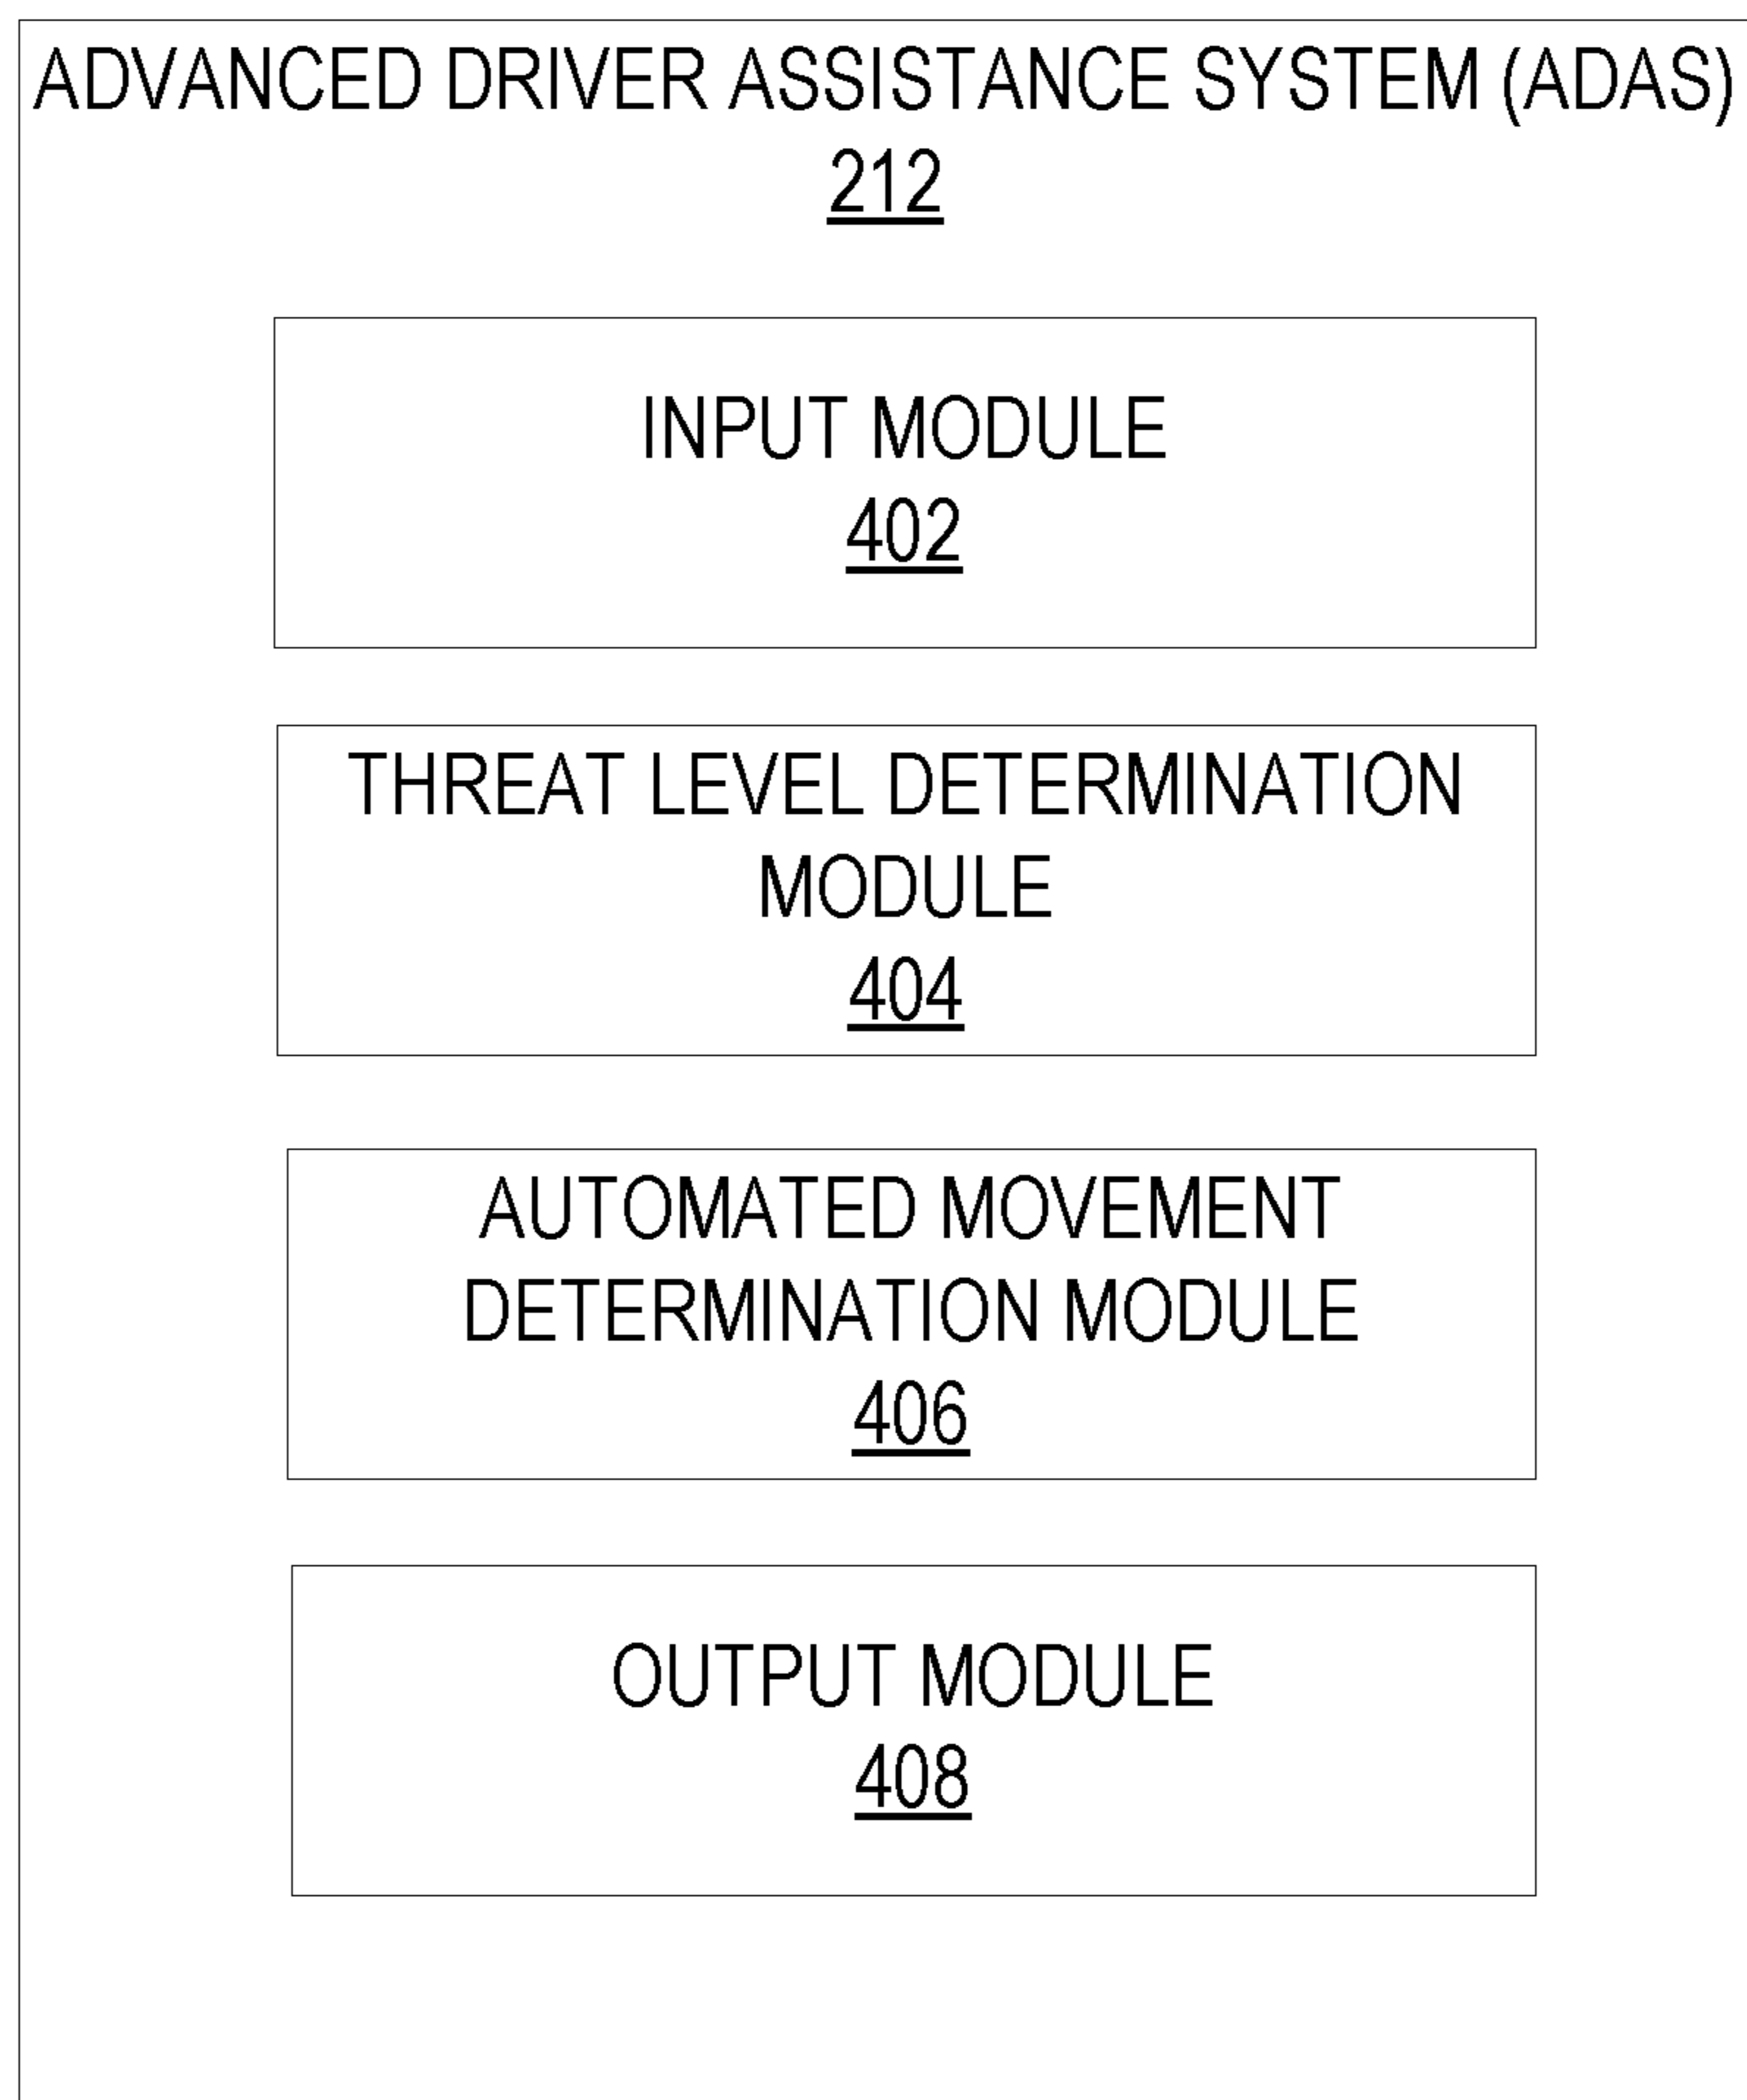 ADVANCED DRIVER ASSISTANCE SYSTEM (ADAS)
212
INPUT MODULE
402
THREAT LEVEL DETERMINATION
MODULE
404
AUTOMATED MOVEMENT
DETERMINATION MODULE
406
OUTPUT MODULE
408